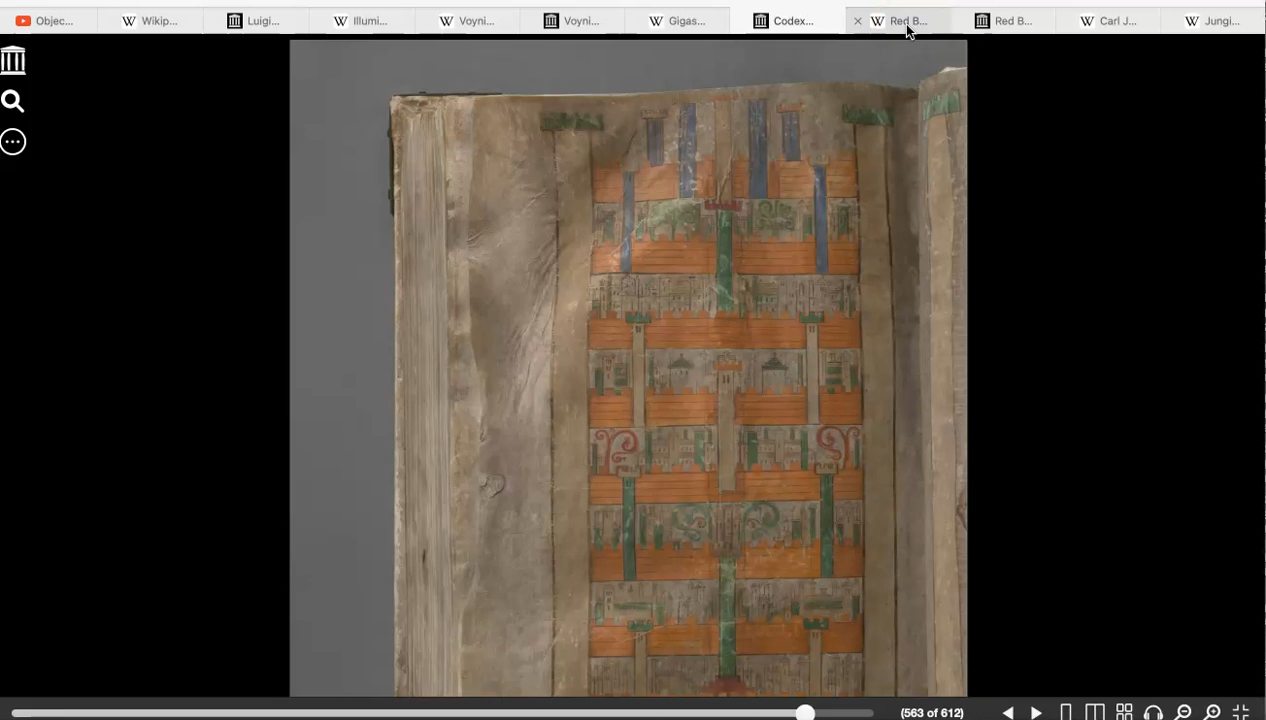 Objec...
Wikip...
Luigi...
Illumi...
Voyni...
Voyni...
Gigas...
Codex...
Red B...
Red B...
Carl J...
Jungi...
(563 of 612)